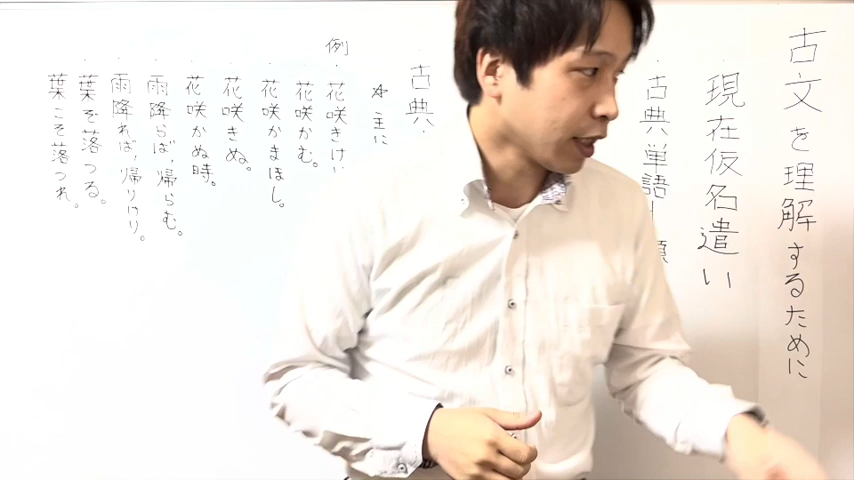 古文を理解するために
現在仮名遣い
古典単語
古典
☆主に
例・花咲きけ
・花咲かむ。
・花咲かまほし。
・花咲きぬ。
・花咲かぬ時。
・雨降らば，帰らむ。
・雨降れば，帰りけり。
・葉を落つる。
葉こそ落つれ。